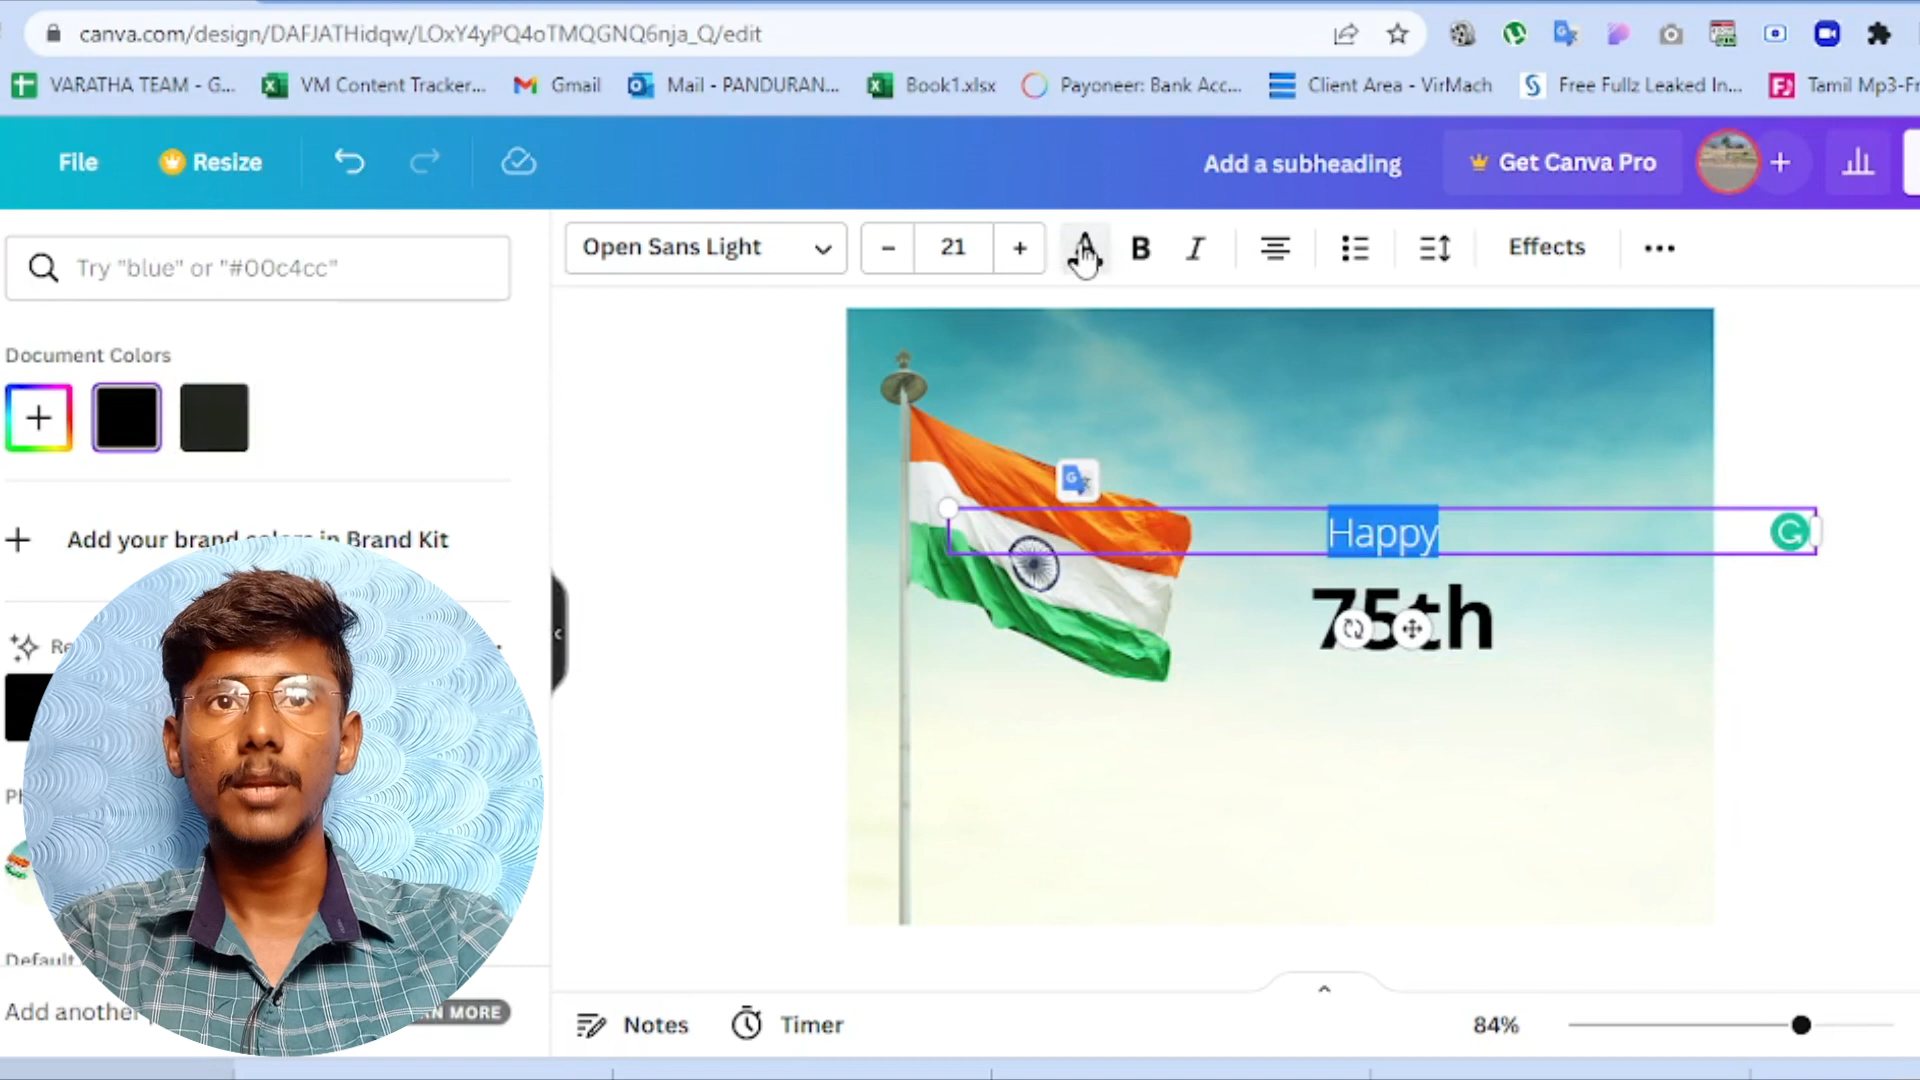 canva.com/design/DAFJATHidqw/LOxY4yPQ4oTMQGNQ6nja_Q/edit
VARATHA TEAM - G...
VM Content Tracker...
Gmail
Mail - PANDURAN...
Book1.xlsx
Payoneer: Bank Acc...
Client Area - VirMach
Free Fullz Leaked In...
Tamil Mp3-Fr
File
Resize
Add a subheading
Get Canva Pro
Open Sans Light
21
B
I
Effects
Try "blue" or "#00c4cc"
Document Colors
Add your brand colors in Brand Kit
Happy
75th
Default
Add another
Notes
Timer
84%